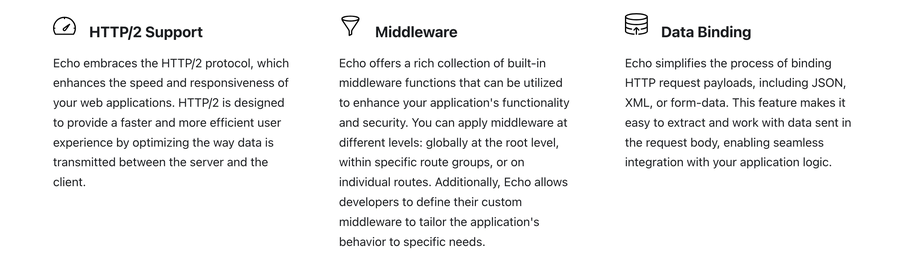 HTTP/2 Support
Echo embraces the HTTP/2 protocol, which
enhances the speed and responsiveness of
your web applications. HTTP/2 is designed
to provide a faster and more efficient user
experience by optimizing the way data is
transmitted between the server and the
client.
Middleware
Echo offers a rich collection of built-in
middleware functions that can be utilized
to enhance your application's functionality
and security. You can apply middleware at
different levels: globally at the root level,
within specific route groups, or on
individual routes. Additionally, Echo allows
developers to define their custom
middleware to tailor the application's
behavior to specific needs.
Data Binding
Echo simplifies the process of binding
HTTP request payloads, including JSON,
XML, or form-data. This feature makes it
easy to extract and work with data sent in
the request body, enabling seamless
integration with your application logic.